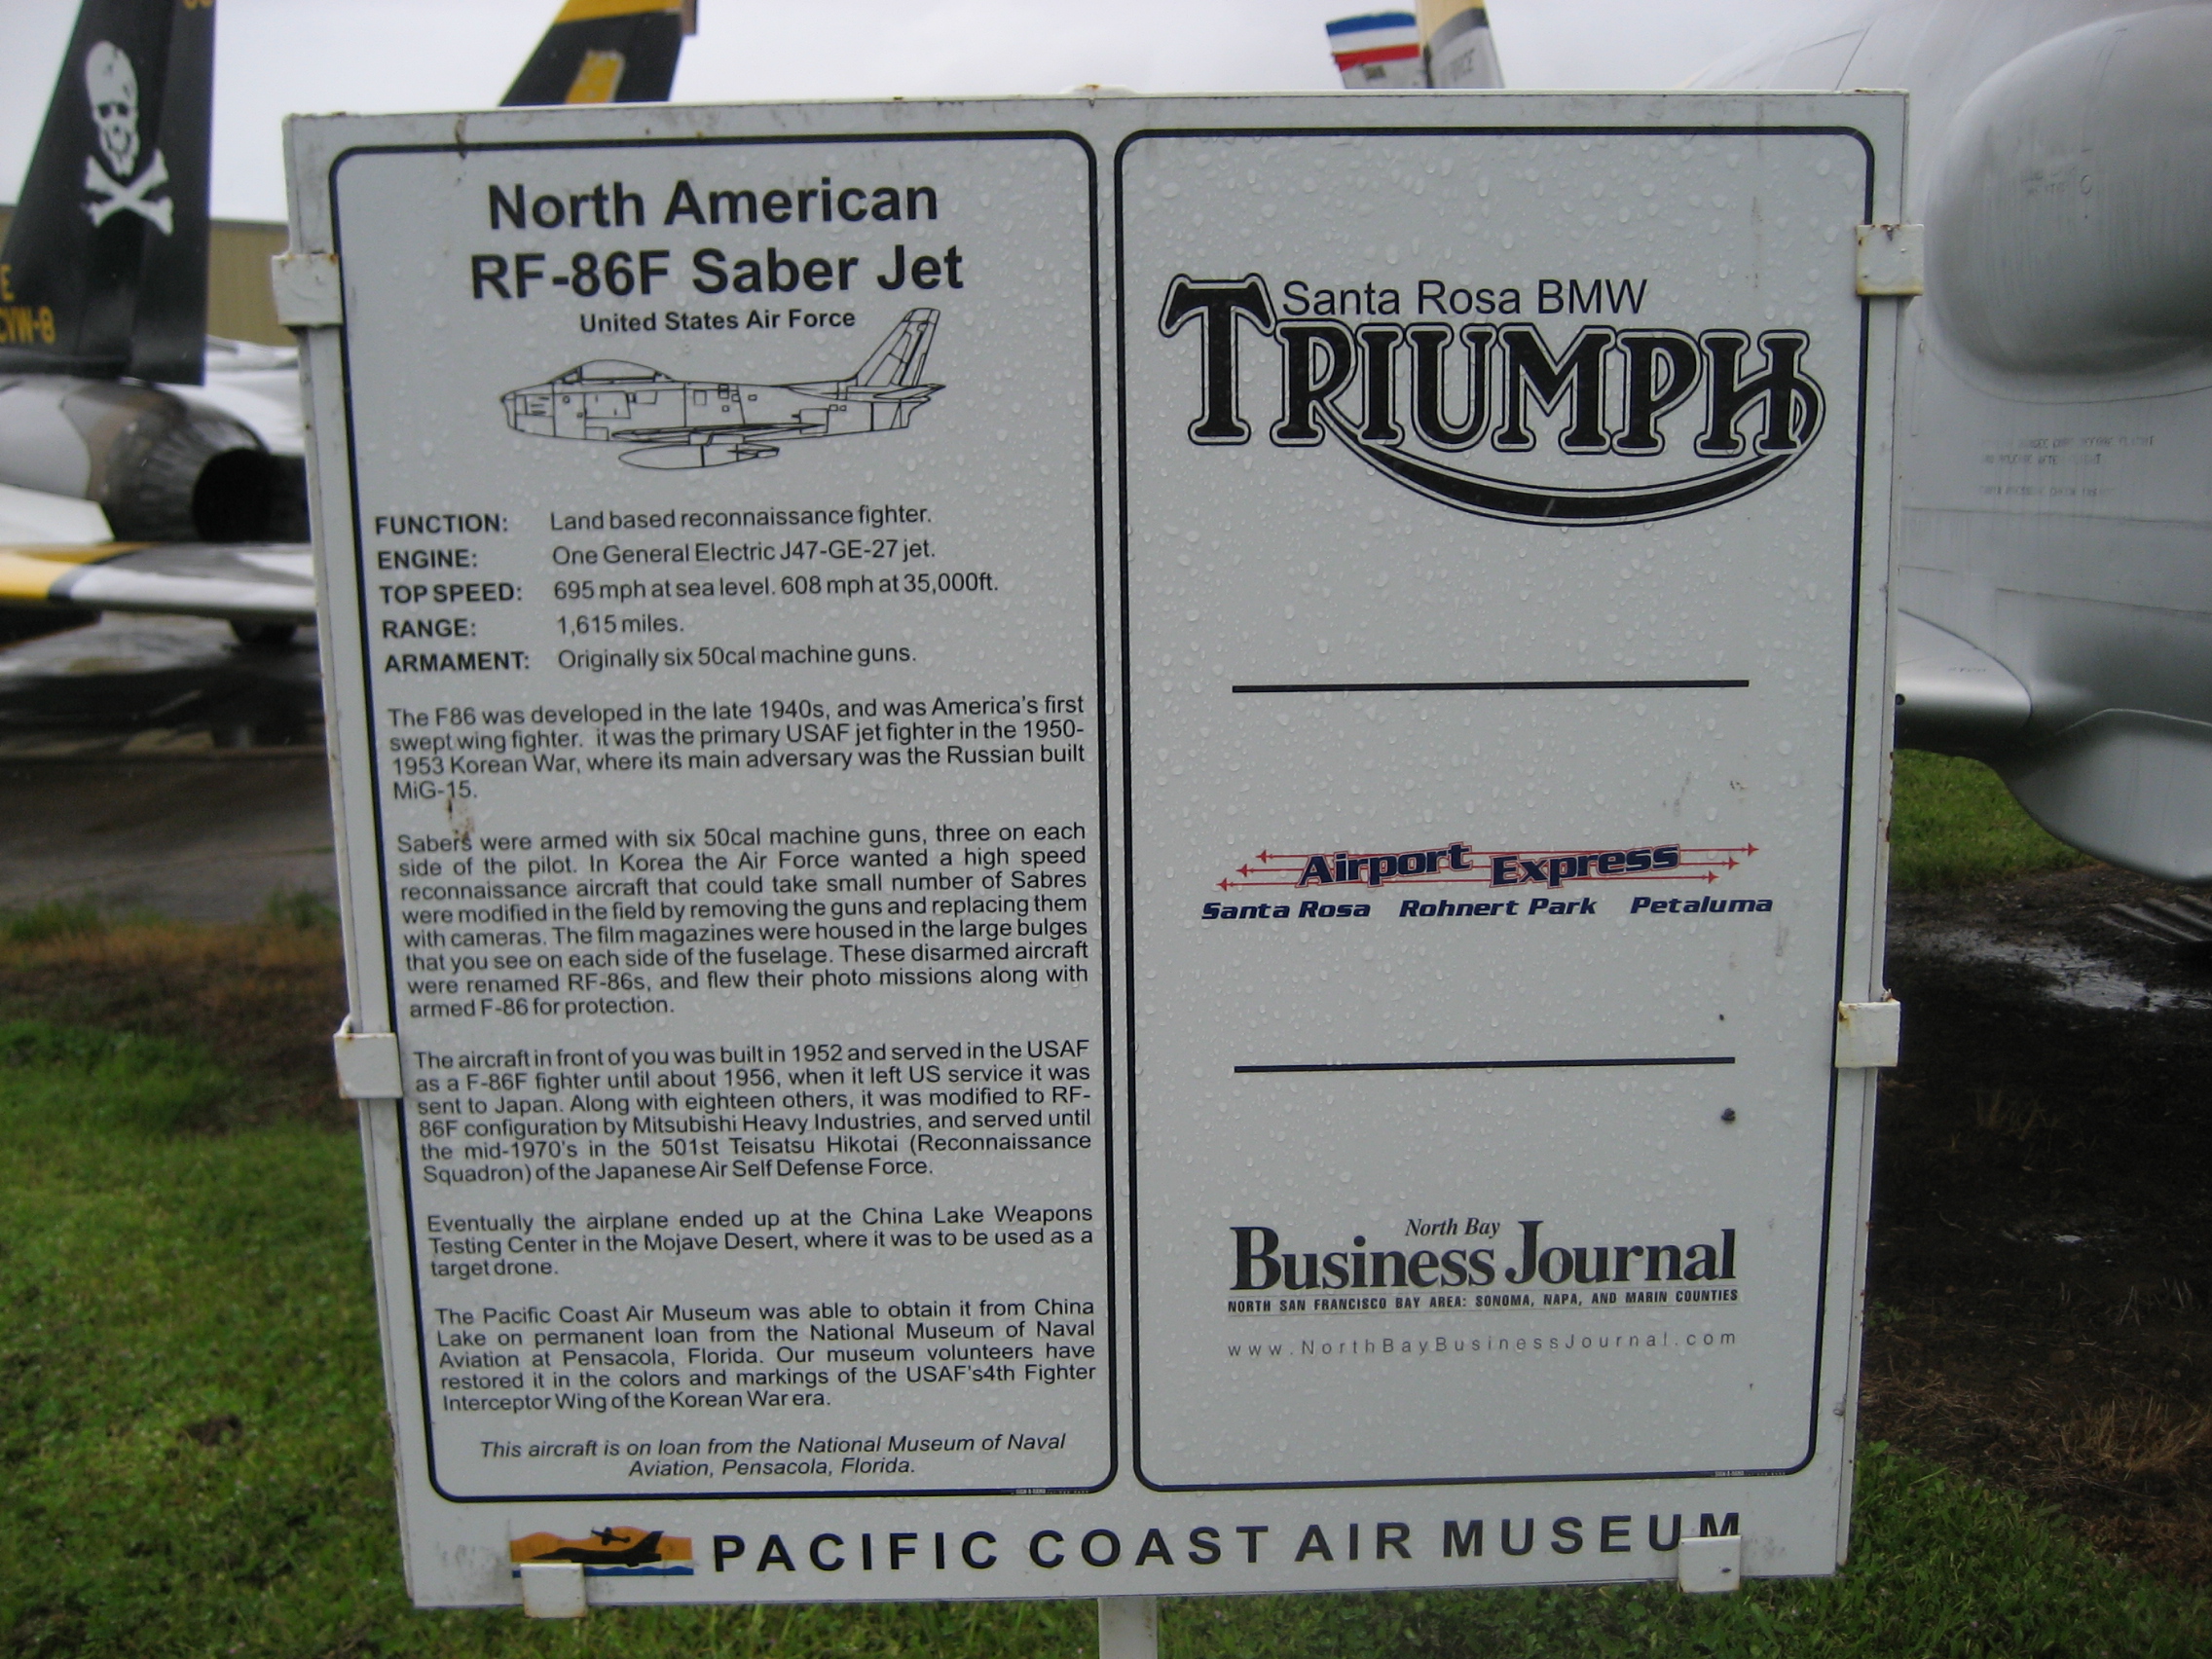 North American
RF-86F Saber Jet
United States Air Force
FUNCTION: Land based reconnaissance fighter.
ENGINE: One General Electric J47-GE-27 jet.
TOP SPEED: 695 mph at sea level. 608 mph at 35,000ft.
RANGE: 1,615 miles.
ARMAMENT: Originally six 50cal machine guns.
The F86 was developed in the late 1940s, and was America's first
swept wing fighter. it was the primary USAF jet fighter in the 1950-
1953 Korean War, where its main adversary was the Russian built
MiG-15.
Sabers were armed with six 50cal machine guns, three on each
side of the pilot. In Korea the Air Force wanted a high speed
reconnaissance aircraft that could take small number of Sabres
were modified in the field by removing the guns and replacing them
with cameras. The film magazines were housed in the large bulges
that you see on each side of the fuselage. These disarmed aircraft
were renamed RF-86s, and flew their photo missions along with
armed F-86 for protection.
The aircraft in front of you was built in 1952 and served in the USAF
as a F-86F fighter until about 1956, when it left US service it was
sent to Japan. Along with eighteen others, it was modified to RF-
86F configuration by Mitsubishi Heavy Industries, and served until
the mid-1970's in the 501st Teisatsu Hikotai (Reconnaissance
Squadron) of the Japanese Air Self Defense Force.
Eventually the airplane ended up at the China Lake Weapons
Testing Center in the Mojave Desert, where it was to be used as a
target drone.
The Pacific Coast Air Museum was able to obtain it from China
Lake on permanent loan from the National Museum of Naval
Aviation at Pensacola, Florida. Our museum volunteers have
restored it in the colors and markings of the USAF's4th Fighter
Interceptor Wing of the Korean War era.
This aircraft is on loan from the National Museum of Naval
Aviation, Pensacola, Florida.
Santa Rosa BMW
TRIUMPH
Airport Express
Santa Rosa Rohnert Park Petaluma
North Bay
Business Journal
NORTH SAN FRANCISCO BAY AREA: SONOMA, NAPA, AND MARIN COUNTIES
www.NorthBayBusinessJournal.com
PACIFIC COAST AIR MUSEUM
CVW-8